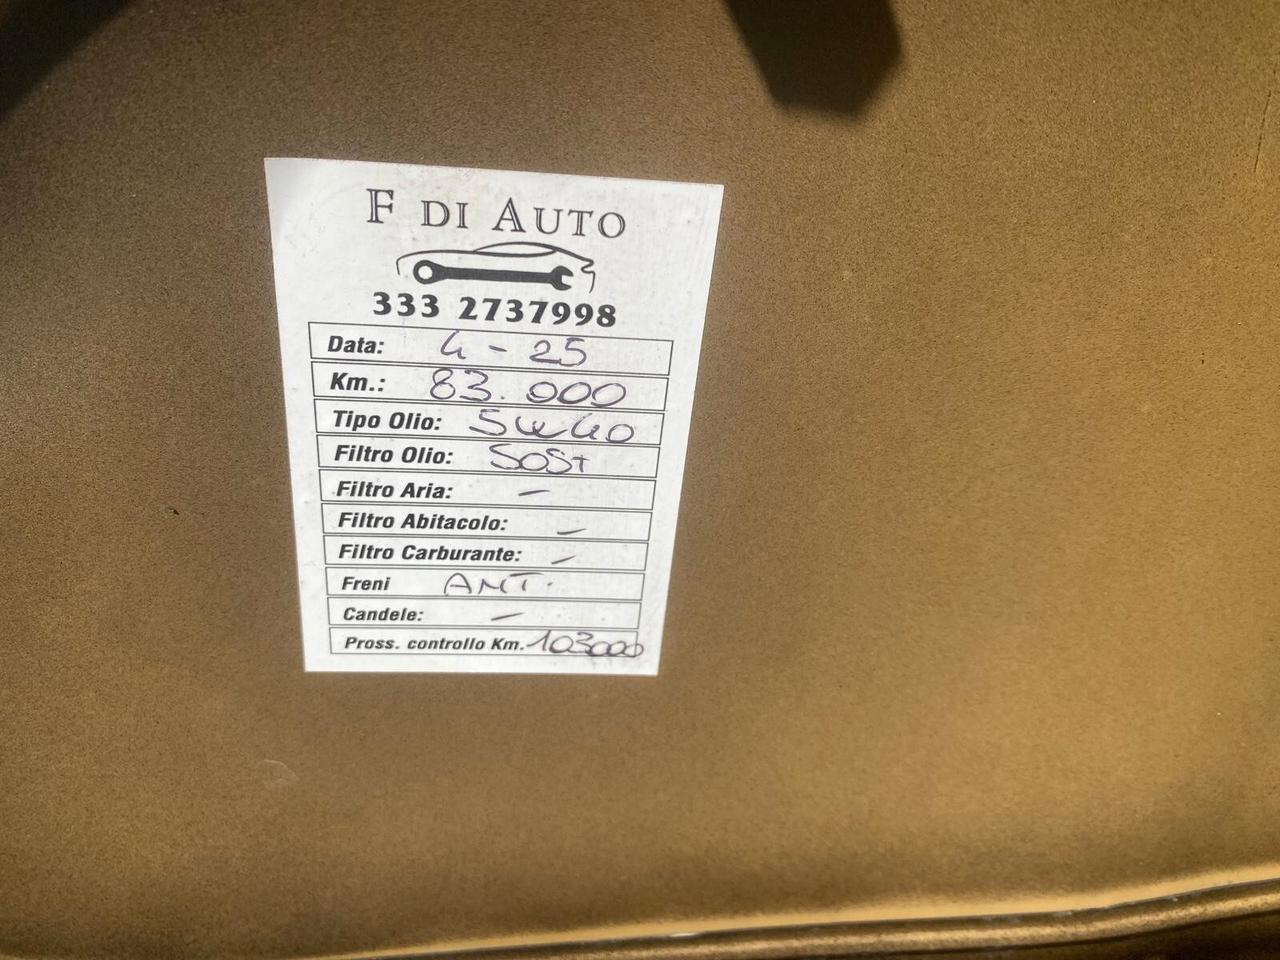 F DI AUTO
333 2737998
Data: 4 - 25
Km.: 83.000
Tipo Olio: 5W40
Filtro Olio: SOST
Filtro Aria: –
Filtro Abitacolo: –
Filtro Carburante: –
Freni ANT.
Candele: –
Pross. controllo Km. 103000